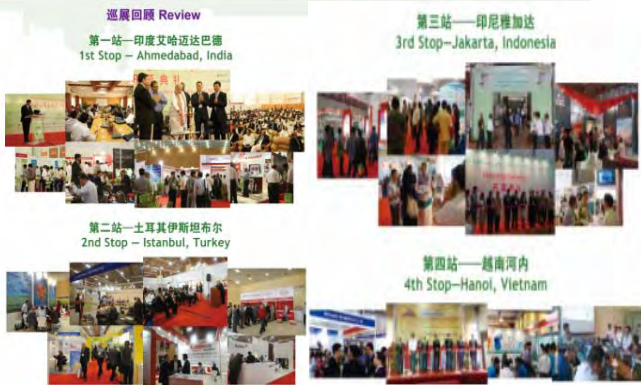 巡展回顾 Review
第一站—印度艾哈迈达巴德
1st Stop — Ahmedabad, India
第二站—土耳其伊斯坦布尔
2nd Stop — Istanbul, Turkey
第三站——印尼雅加达
3rd Stop—Jakarta, Indonesia
第四站——越南河内
4th Stop—Hanoi, Vietnam